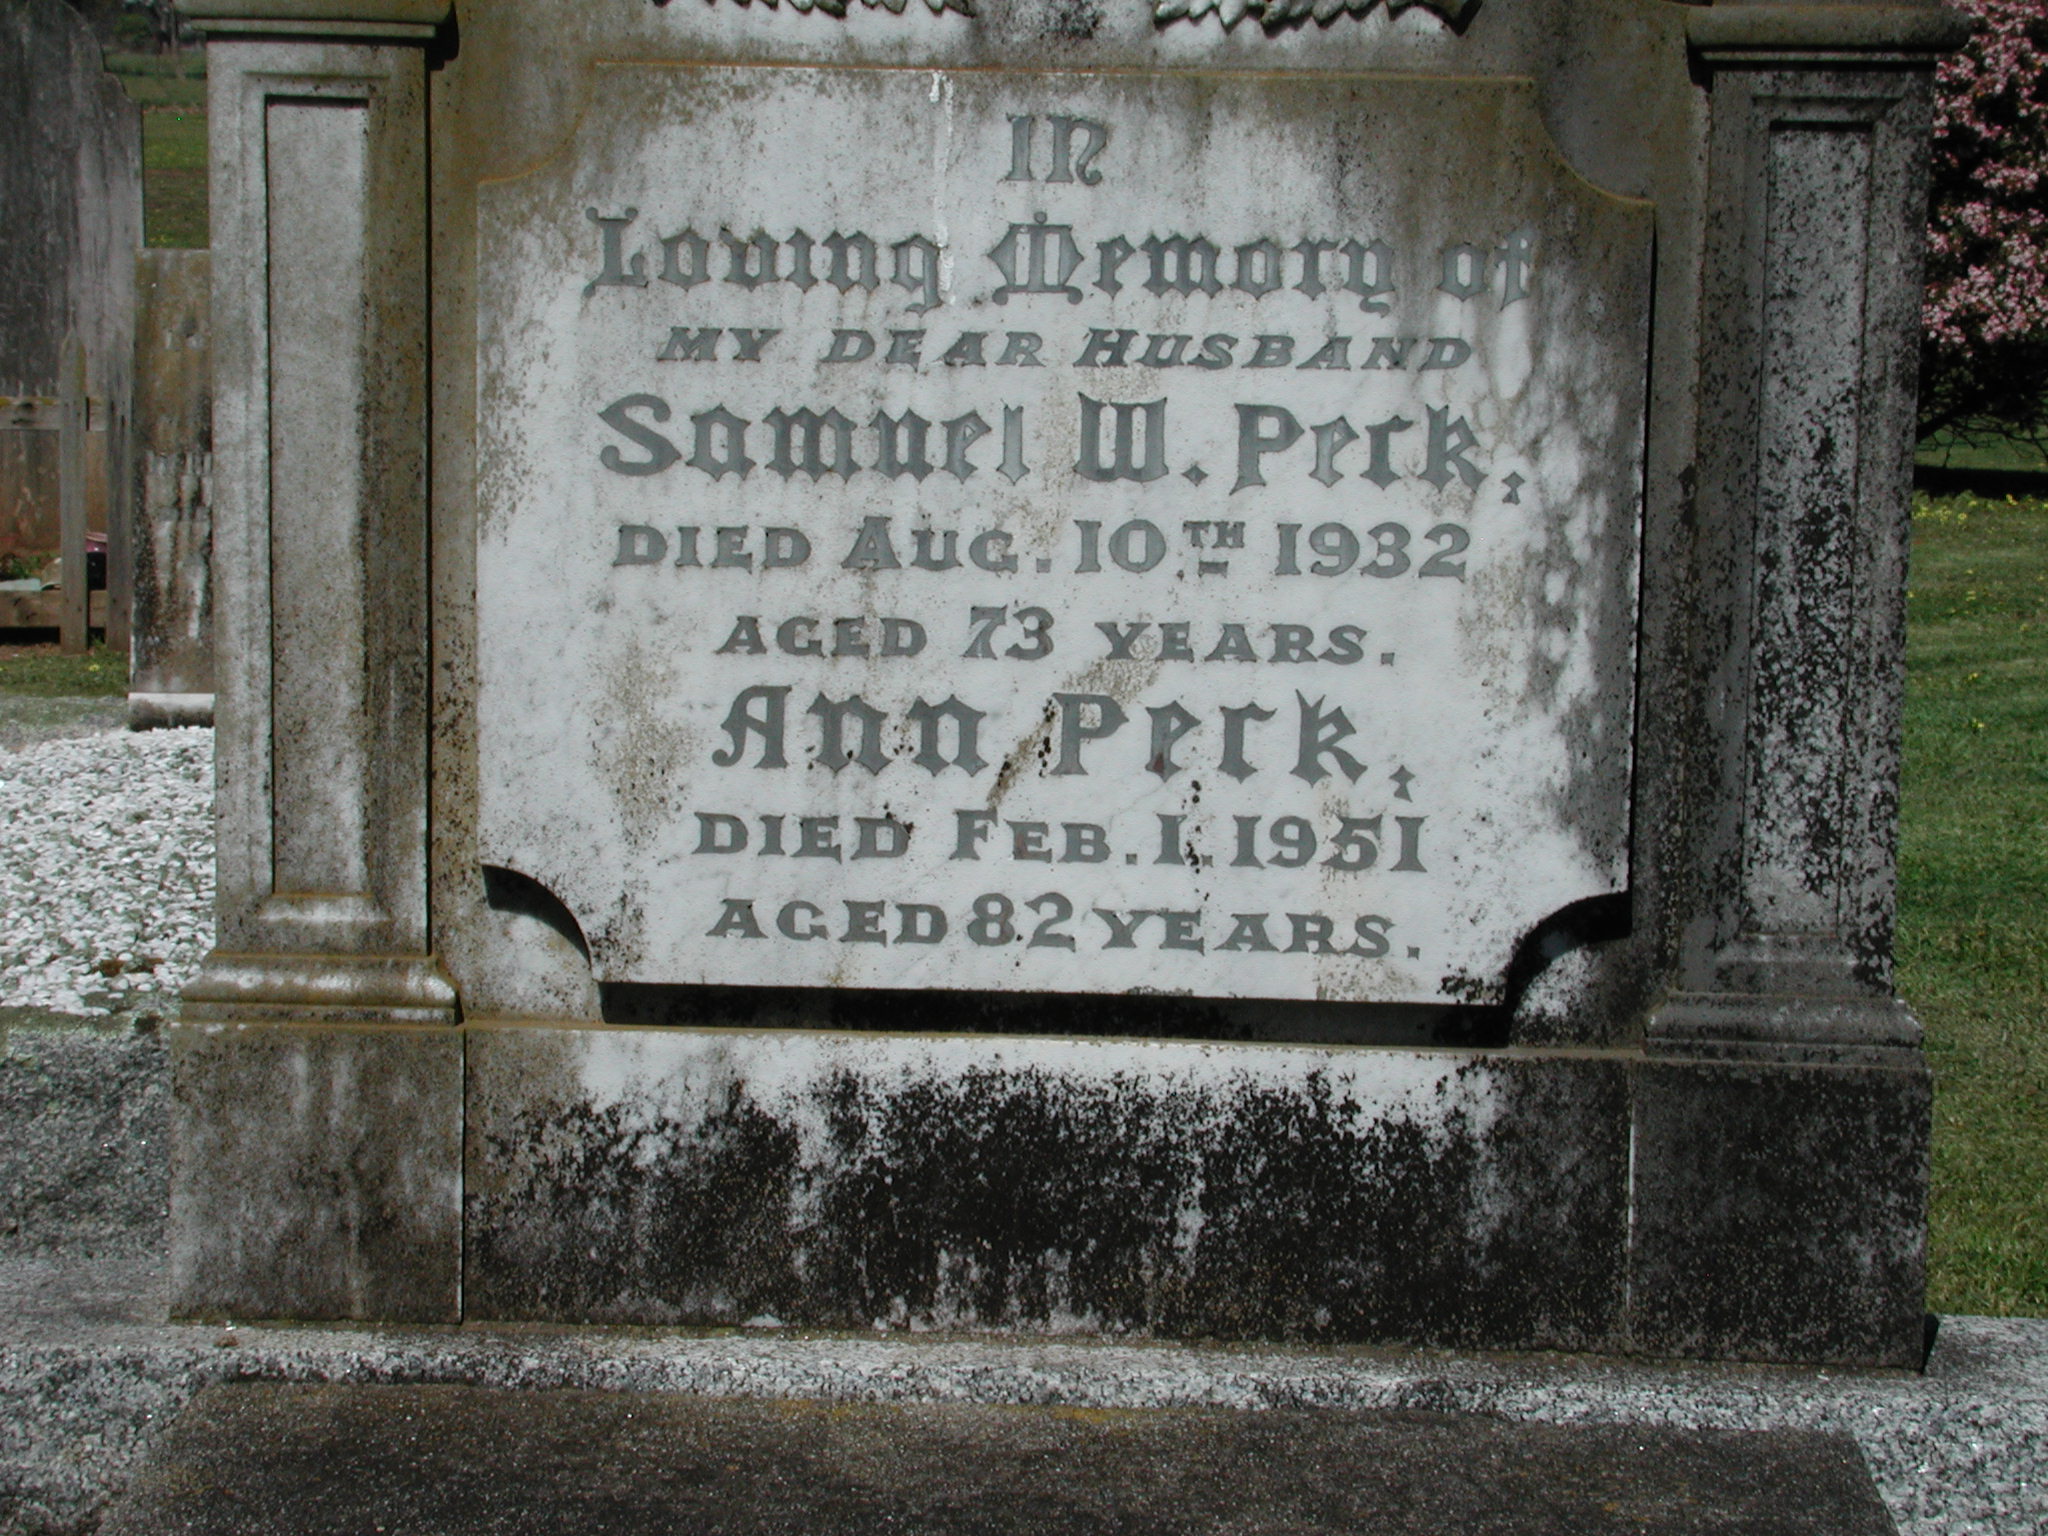 In
Loving Memory of
MY DEAR HUSBAND
Samuel W. Peck,
DIED AUG. 10TH 1932
AGED 73 YEARS.
Ann Peck,
DIED FEB. 1. 1951
AGED 82 YEARS.